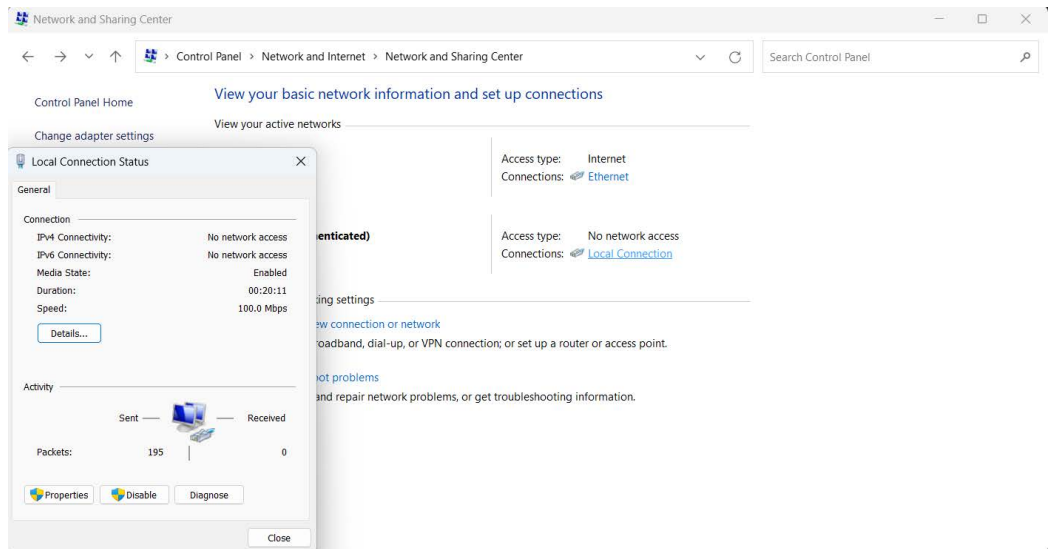 Network and Sharing Center
Control Panel > Network and Internet > Network and Sharing Center
Search Control Panel
Control Panel Home
Change adapter settings
View your basic network information and set up connections
View your active networks
Access type: Internet
Connections: Ethernet
enticated)
Access type: No network access
Connections: Local Connection
king settings
ew connection or network
roadband, dial-up, or VPN connection; or set up a router or access point.
oot problems
and repair network problems, or get troubleshooting information.
Local Connection Status
General
Connection
IPv4 Connectivity: No network access
IPv6 Connectivity: No network access
Media State: Enabled
Duration: 00:20:11
Speed: 100.0 Mbps
Details...
Activity
Sent — — Received
Packets: 195 | 0
Properties Disable Diagnose
Close